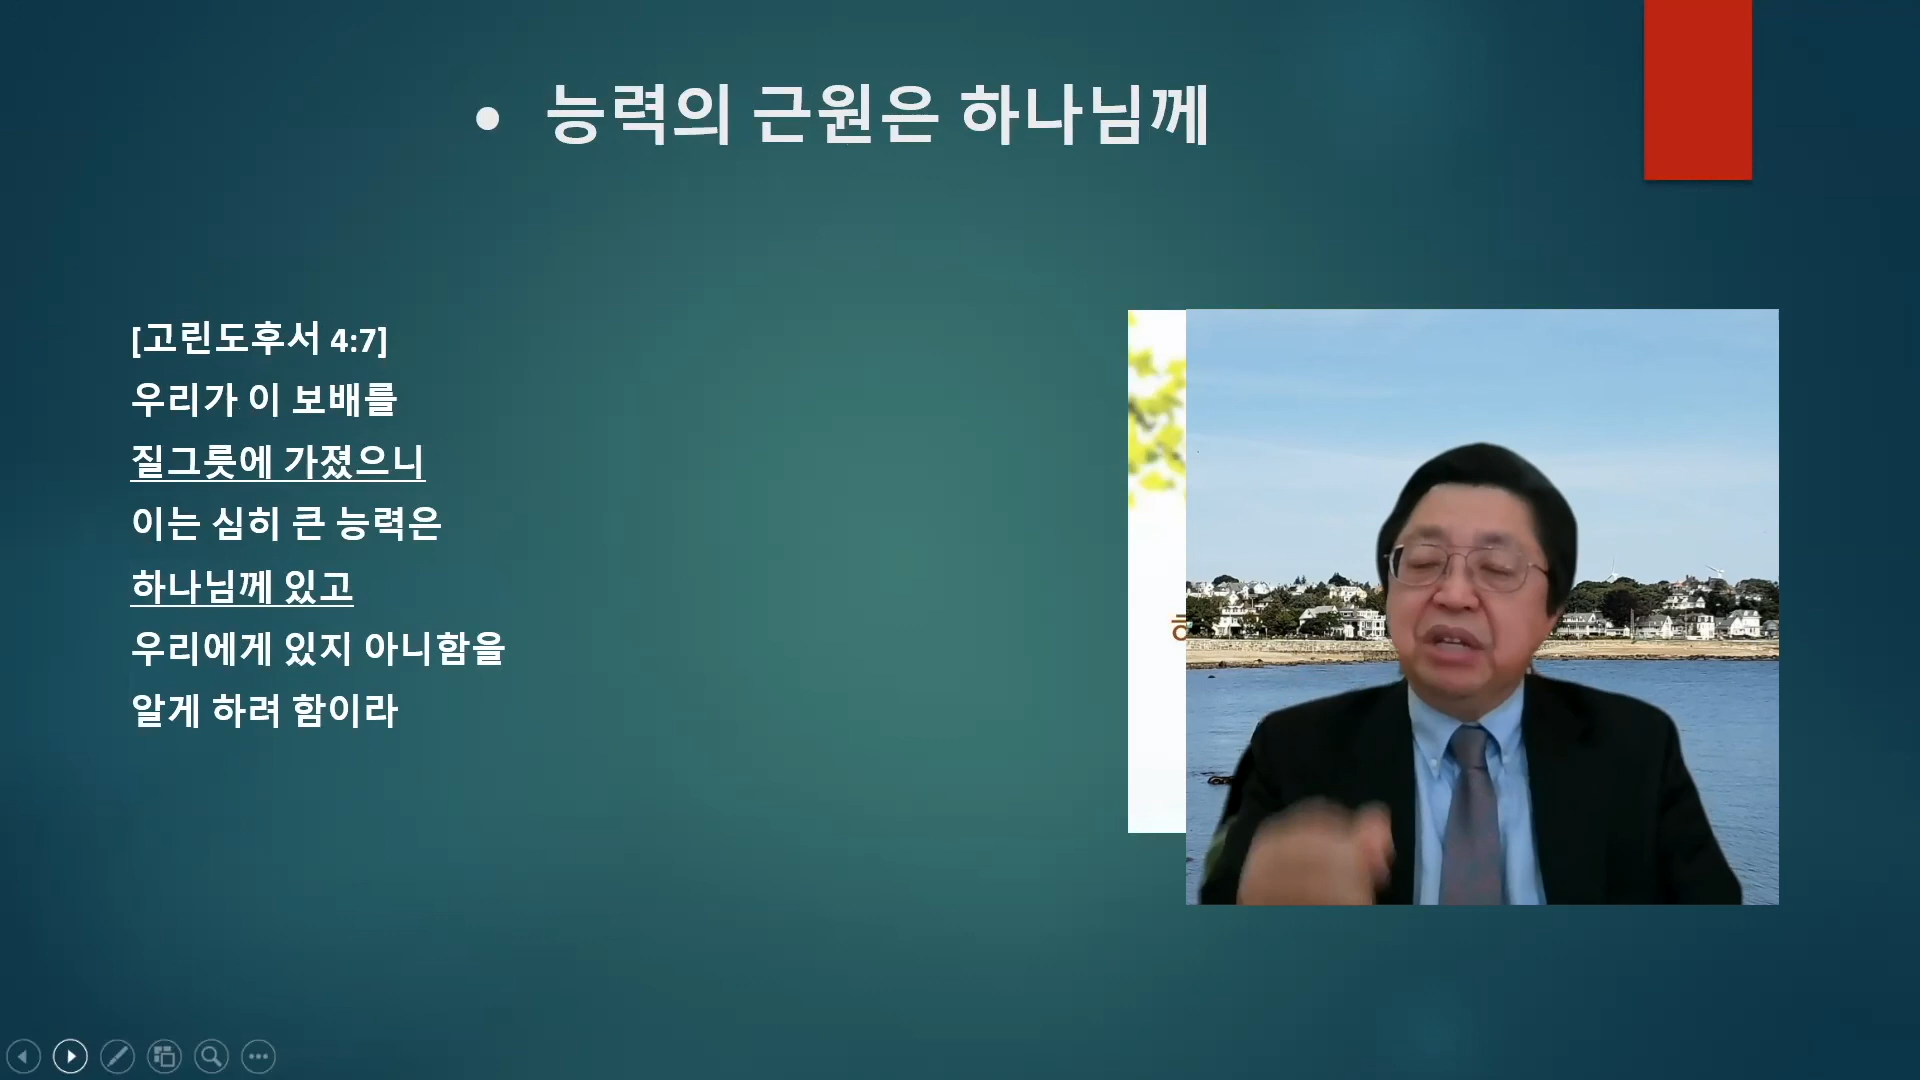 • 능력의 근원은 하나님께
[고린도후서 4:7]
우리가 이 보배를
질그릇에 가졌으니
이는 심히 큰 능력은
하나님께 있고
우리에게 있지 아니함을
알게 하려 함이라